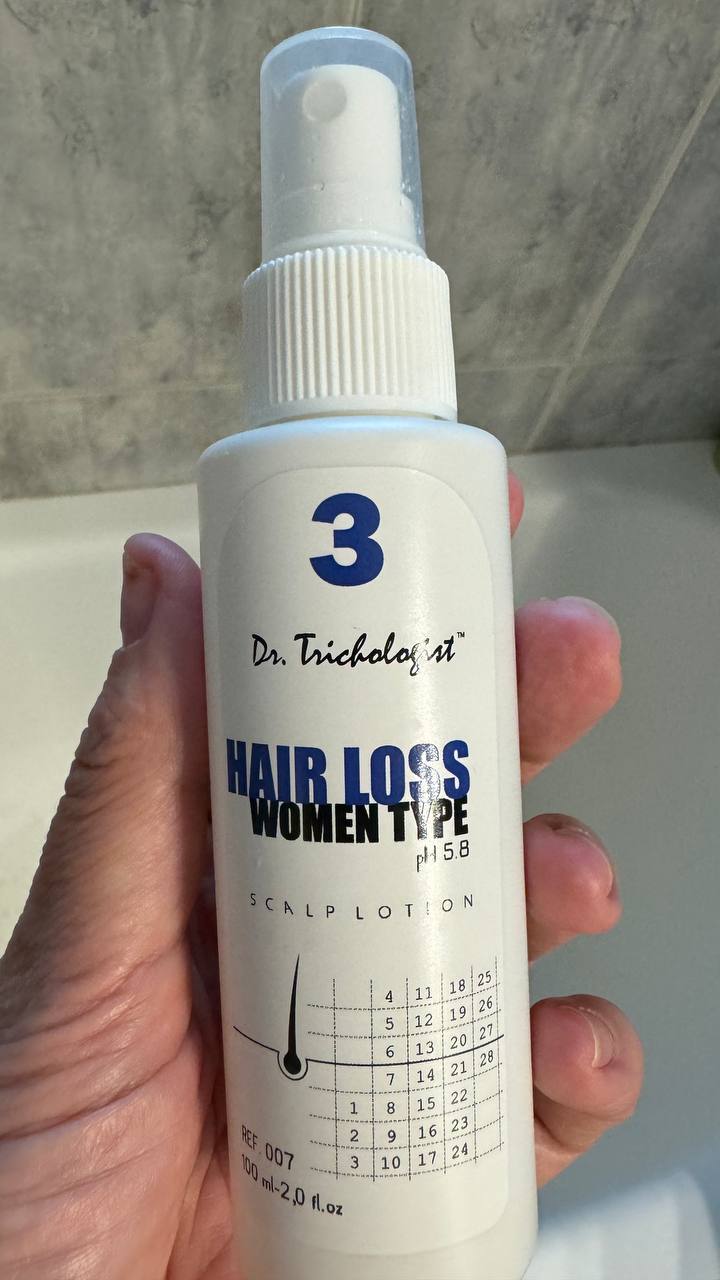 3
Dr. Trichologist™
HAIR LOSS
WOMEN TYPE
pH 5.8
SCALP LOTION
4 11 18 25
5 12 19 26
6 13 20 27
7 14 21 28
1 8 15 22
2 9 16 23
3 10 17 24
REF. 007
100 ml-2,0 fl.oz